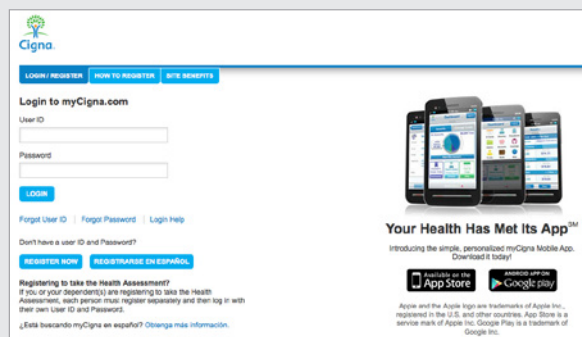 Cigna.
LOGIN / REGISTER
HOW TO REGISTER
SITE BENEFITS
Login to myCigna.com
User ID
Password
LOGIN
Forgot User ID | Forgot Password | Login Help
Don't have a user ID and Password?
REGISTER NOW
REGISTRARSE EN ESPAÑOL
Registering to take the Health Assessment?
If you or your dependent(s) are registering to take the Health
Assessment, each person must register separately and then log in with
their own User ID and Password.
¿Está buscando myCigna en español? Obtenga más información.
Your Health Has Met Its App℠
Introducing the simple, personalized myCigna Mobile App.
Download it today!
Available on the
App Store
ANDROID APP ON
Google play
Apple and the Apple logo are trademarks of Apple Inc.,
registered in the U.S. and other countries. App Store is a
service mark of Apple Inc. Google Play is a trademark of
Google Inc.